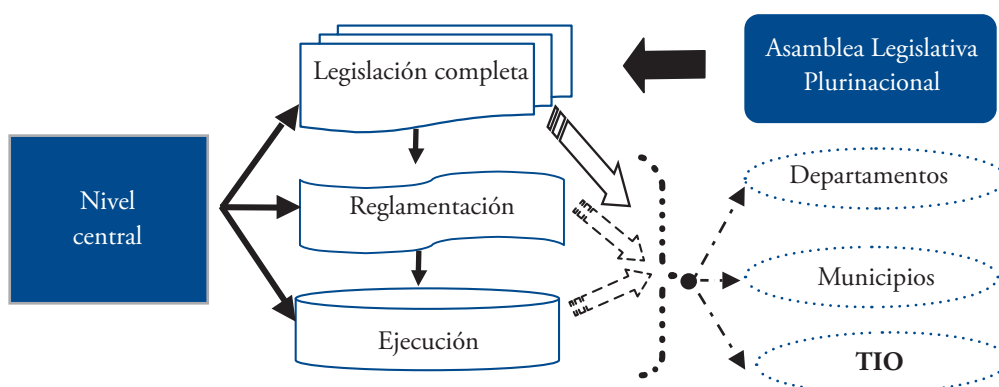 Legislación completa
Asamblea Legislativa
Plurinacional
Nivel
central
Reglamentación
Ejecución
Departamentos
Municipios
TIO